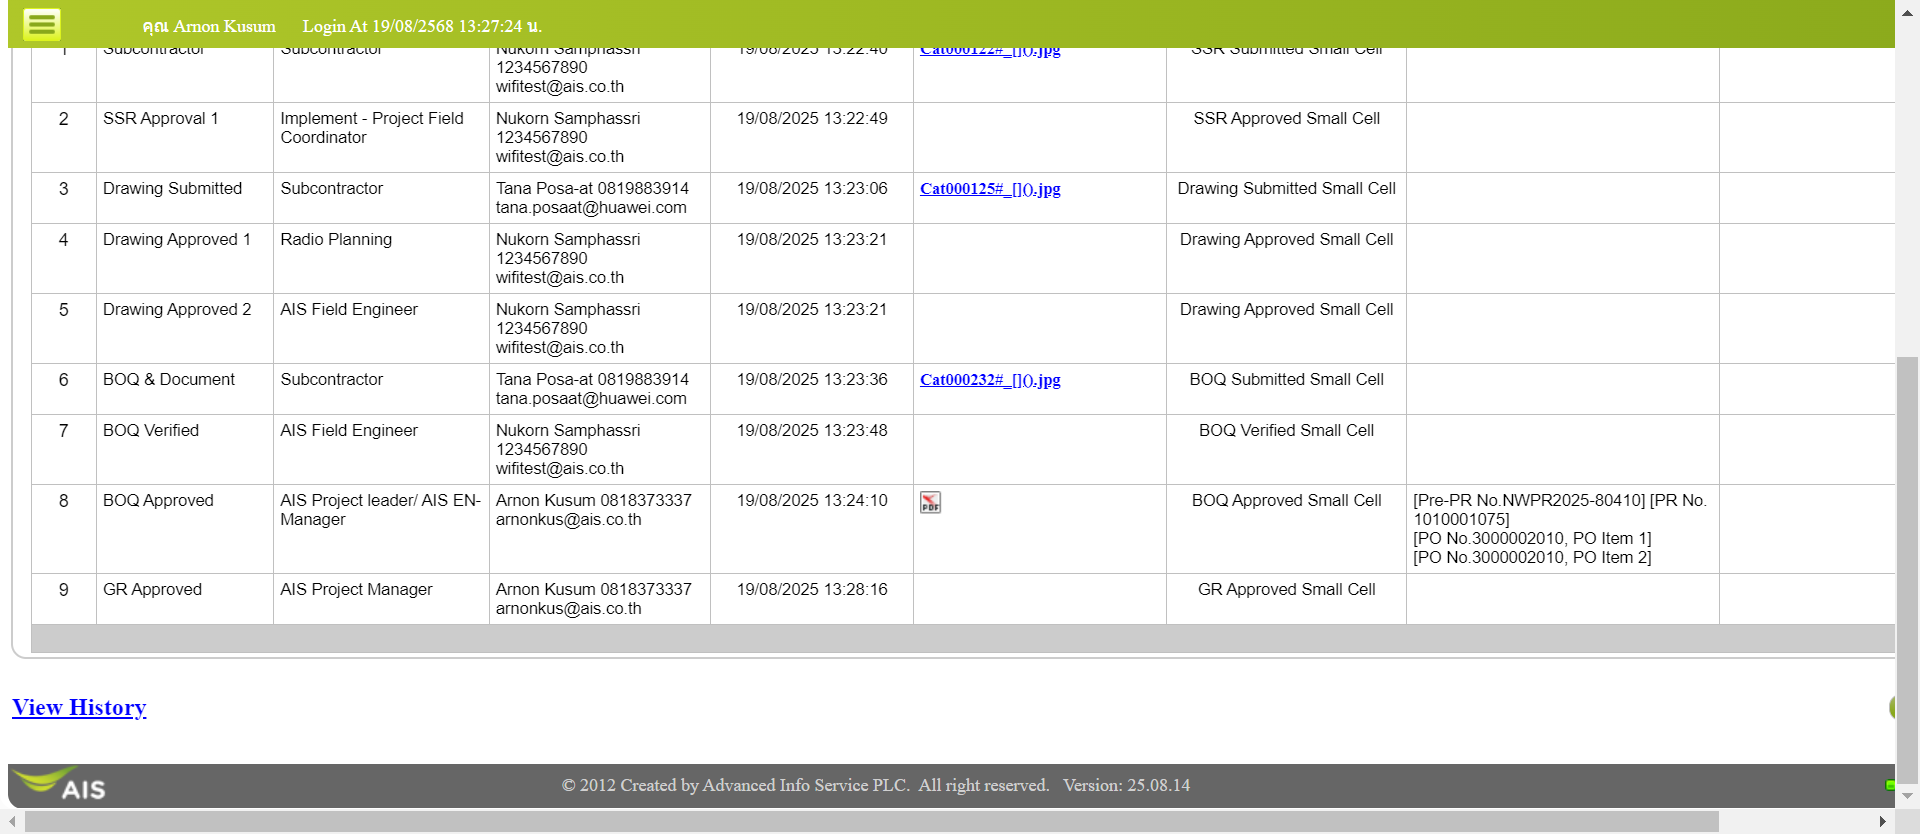 คุณ Arnon Kusum Login At 19/08/2568 13:27:24 น.
1 Subcontractor Subcontractor Nukorn Samphassri 19/08/2025 13:22:40 Cat000122#_[]().jpg SSR Submitted Small Cell
1234567890
wifitest@ais.co.th
2 SSR Approval 1 Implement - Project Field Nukorn Samphassri 19/08/2025 13:22:49 SSR Approved Small Cell
Coordinator 1234567890
wifitest@ais.co.th
3 Drawing Submitted Subcontractor Tana Posa-at 0819883914 19/08/2025 13:23:06 Cat000125#_[]().jpg Drawing Submitted Small Cell
tana.posaat@huawei.com
4 Drawing Approved 1 Radio Planning Nukorn Samphassri 19/08/2025 13:23:21 Drawing Approved Small Cell
1234567890
wifitest@ais.co.th
5 Drawing Approved 2 AIS Field Engineer Nukorn Samphassri 19/08/2025 13:23:21 Drawing Approved Small Cell
1234567890
wifitest@ais.co.th
6 BOQ & Document Subcontractor Tana Posa-at 0819883914 19/08/2025 13:23:36 Cat000232#_[]().jpg BOQ Submitted Small Cell
tana.posaat@huawei.com
7 BOQ Verified AIS Field Engineer Nukorn Samphassri 19/08/2025 13:23:48 BOQ Verified Small Cell
1234567890
wifitest@ais.co.th
8 BOQ Approved AIS Project leader/ AIS EN- Arnon Kusum 0818373337 19/08/2025 13:24:10 PDF BOQ Approved Small Cell [Pre-PR No.NWPR2025-80410] [PR No.
Manager arnonkus@ais.co.th 1010001075]
[PO No.3000002010, PO Item 1]
[PO No.3000002010, PO Item 2]
9 GR Approved AIS Project Manager Arnon Kusum 0818373337 19/08/2025 13:28:16 GR Approved Small Cell
arnonkus@ais.co.th
View History
AIS © 2012 Created by Advanced Info Service PLC. All right reserved. Version: 25.08.14